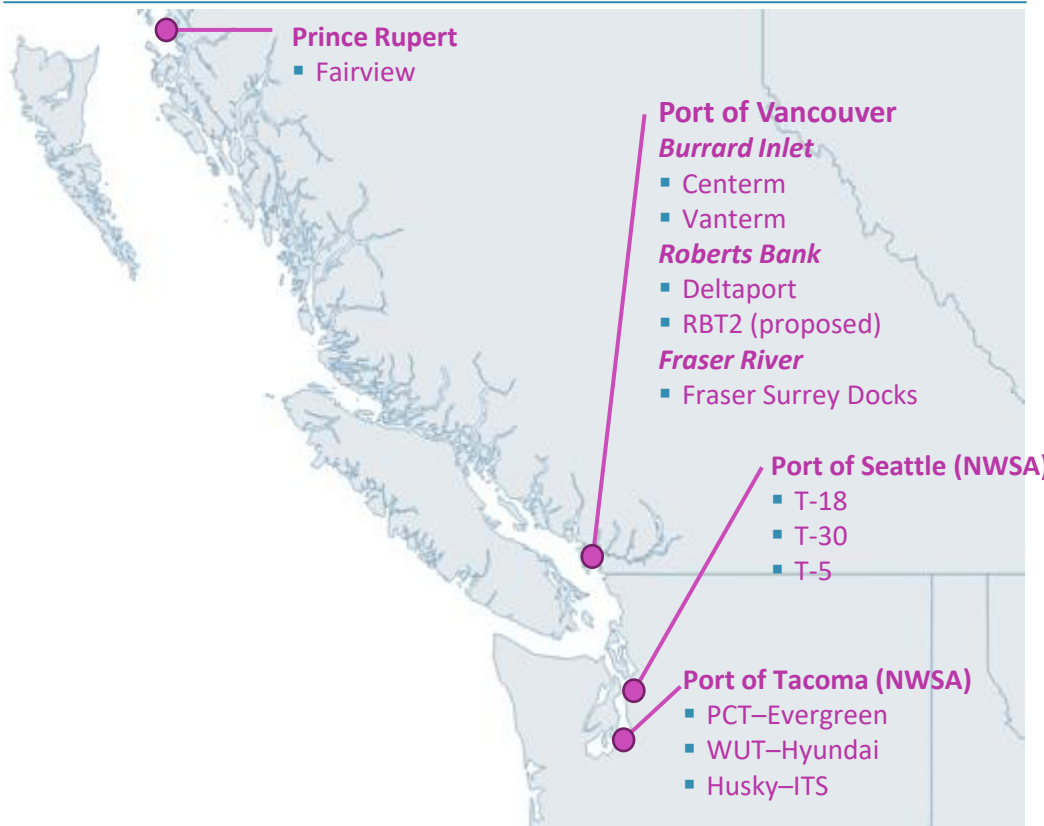 Prince Rupert
▪ Fairview
Port of Vancouver
Burrard Inlet
▪ Centerm
▪ Vanterm
Roberts Bank
▪ Deltaport
▪ RBT2 (proposed)
Fraser River
▪ Fraser Surrey Docks
Port of Seattle (NWSA)
▪ T-18
▪ T-30
▪ T-5
Port of Tacoma (NWSA)
▪ PCT–Evergreen
▪ WUT–Hyundai
▪ Husky–ITS